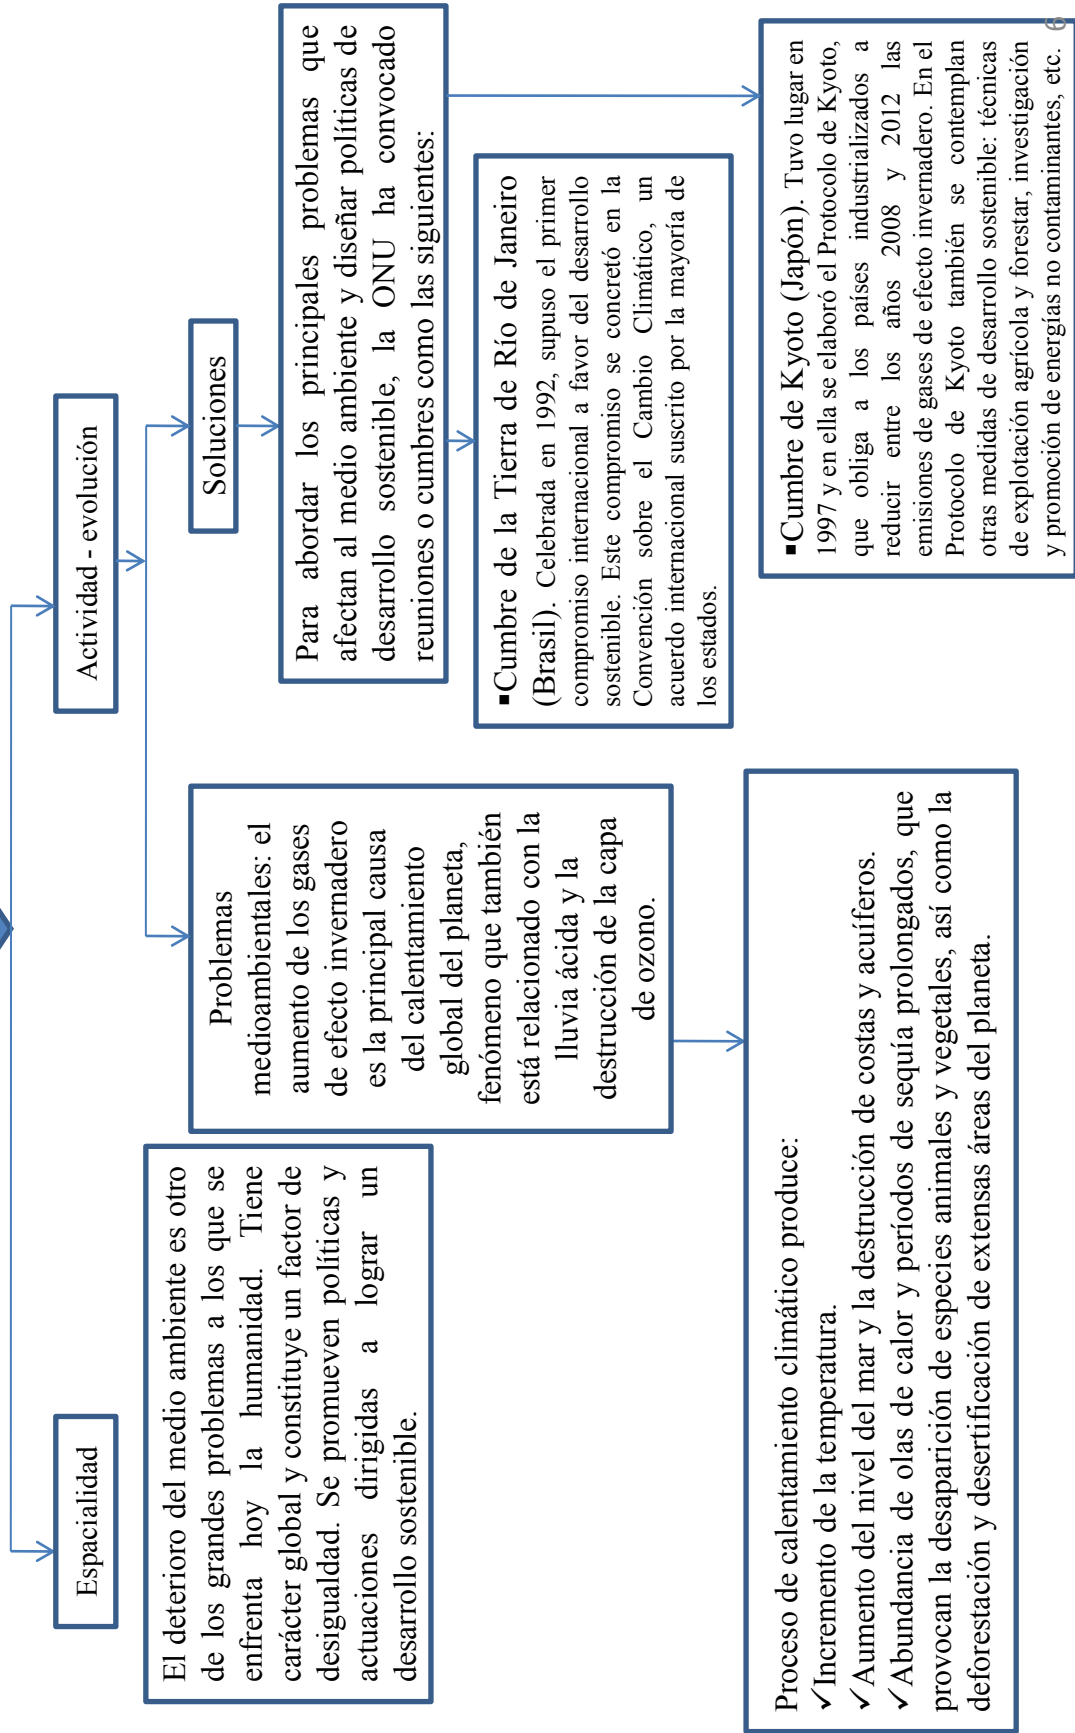 Espacialidad
El deterioro del medio ambiente es otro
de los grandes problemas a los que se
enfrenta hoy la humanidad. Tiene
carácter global y constituye un factor de
desigualdad. Se promueven políticas y
actuaciones dirigidas a lograr un
desarrollo sostenible.
Actividad - evolución
Problemas
medioambientales: el
aumento de los gases
de efecto invernadero
es la principal causa
del calentamiento
global del planeta,
fenómeno que también
está relacionado con la
lluvia ácida y la
destrucción de la capa
de ozono.
Proceso de calentamiento climático produce:
✓Incremento de la temperatura.
✓Aumento del nivel del mar y la destrucción de costas y acuíferos.
✓Abundancia de olas de calor y períodos de sequía prolongados, que
provocan la desaparición de especies animales y vegetales, así como la
deforestación y desertificación de extensas áreas del planeta.
Soluciones
Para abordar los principales problemas que
afectan al medio ambiente y diseñar políticas de
desarrollo sostenible, la ONU ha convocado
reuniones o cumbres como las siguientes:
▪Cumbre de la Tierra de Río de Janeiro
(Brasil). Celebrada en 1992, supuso el primer
compromiso internacional a favor del desarrollo
sostenible. Este compromiso se concretó en la
Convención sobre el Cambio Climático, un
acuerdo internacional suscrito por la mayoría de
los estados.
▪Cumbre de Kyoto (Japón). Tuvo lugar en
1997 y en ella se elaboró el Protocolo de Kyoto,
que obliga a los países industrializados a
reducir entre los años 2008 y 2012 las
emisiones de gases de efecto invernadero. En el
Protocolo de Kyoto también se contemplan
otras medidas de desarrollo sostenible: técnicas
de explotación agrícola y forestar, investigación
y promoción de energías no contaminantes, etc.
6